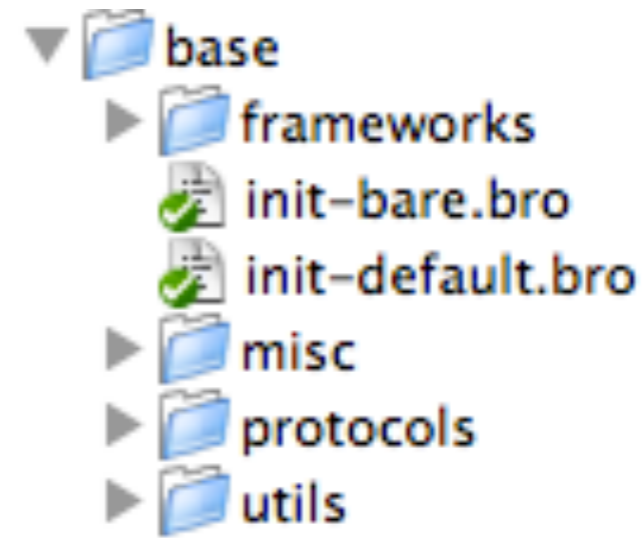 base
frameworks
init-bare.bro
init-default.bro
misc
protocols
utils